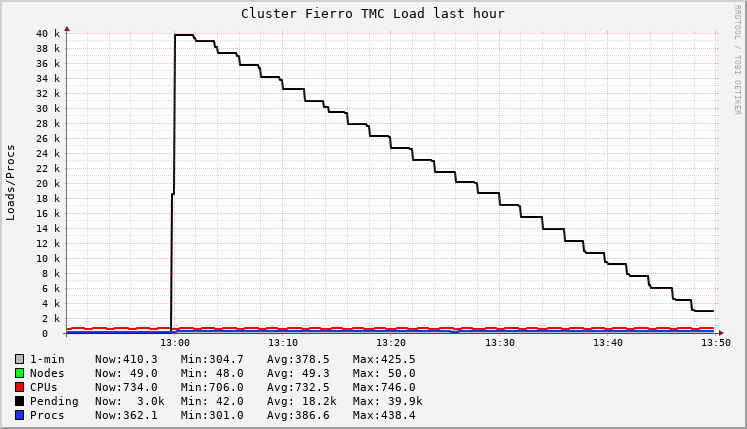 Cluster Fierro TMC Load last hour
RRDTOOL / TOBI OETIKER
Loads/Procs
40 k
38 k
36 k
34 k
32 k
30 k
28 k
26 k
24 k
22 k
20 k
18 k
16 k
14 k
12 k
10 k
8 k
6 k
4 k
2 k
0
13:00 13:10 13:20 13:30 13:40 13:50
1-min Now:410.3 Min:304.7 Avg:378.5 Max:425.5
Nodes Now: 49.0 Min: 48.0 Avg: 49.3 Max: 50.0
CPUs Now:734.0 Min:706.0 Avg:732.5 Max:746.0
Pending Now: 3.0k Min: 42.0 Avg: 18.2k Max: 39.9k
Procs Now:362.1 Min:301.0 Avg:386.6 Max:438.4